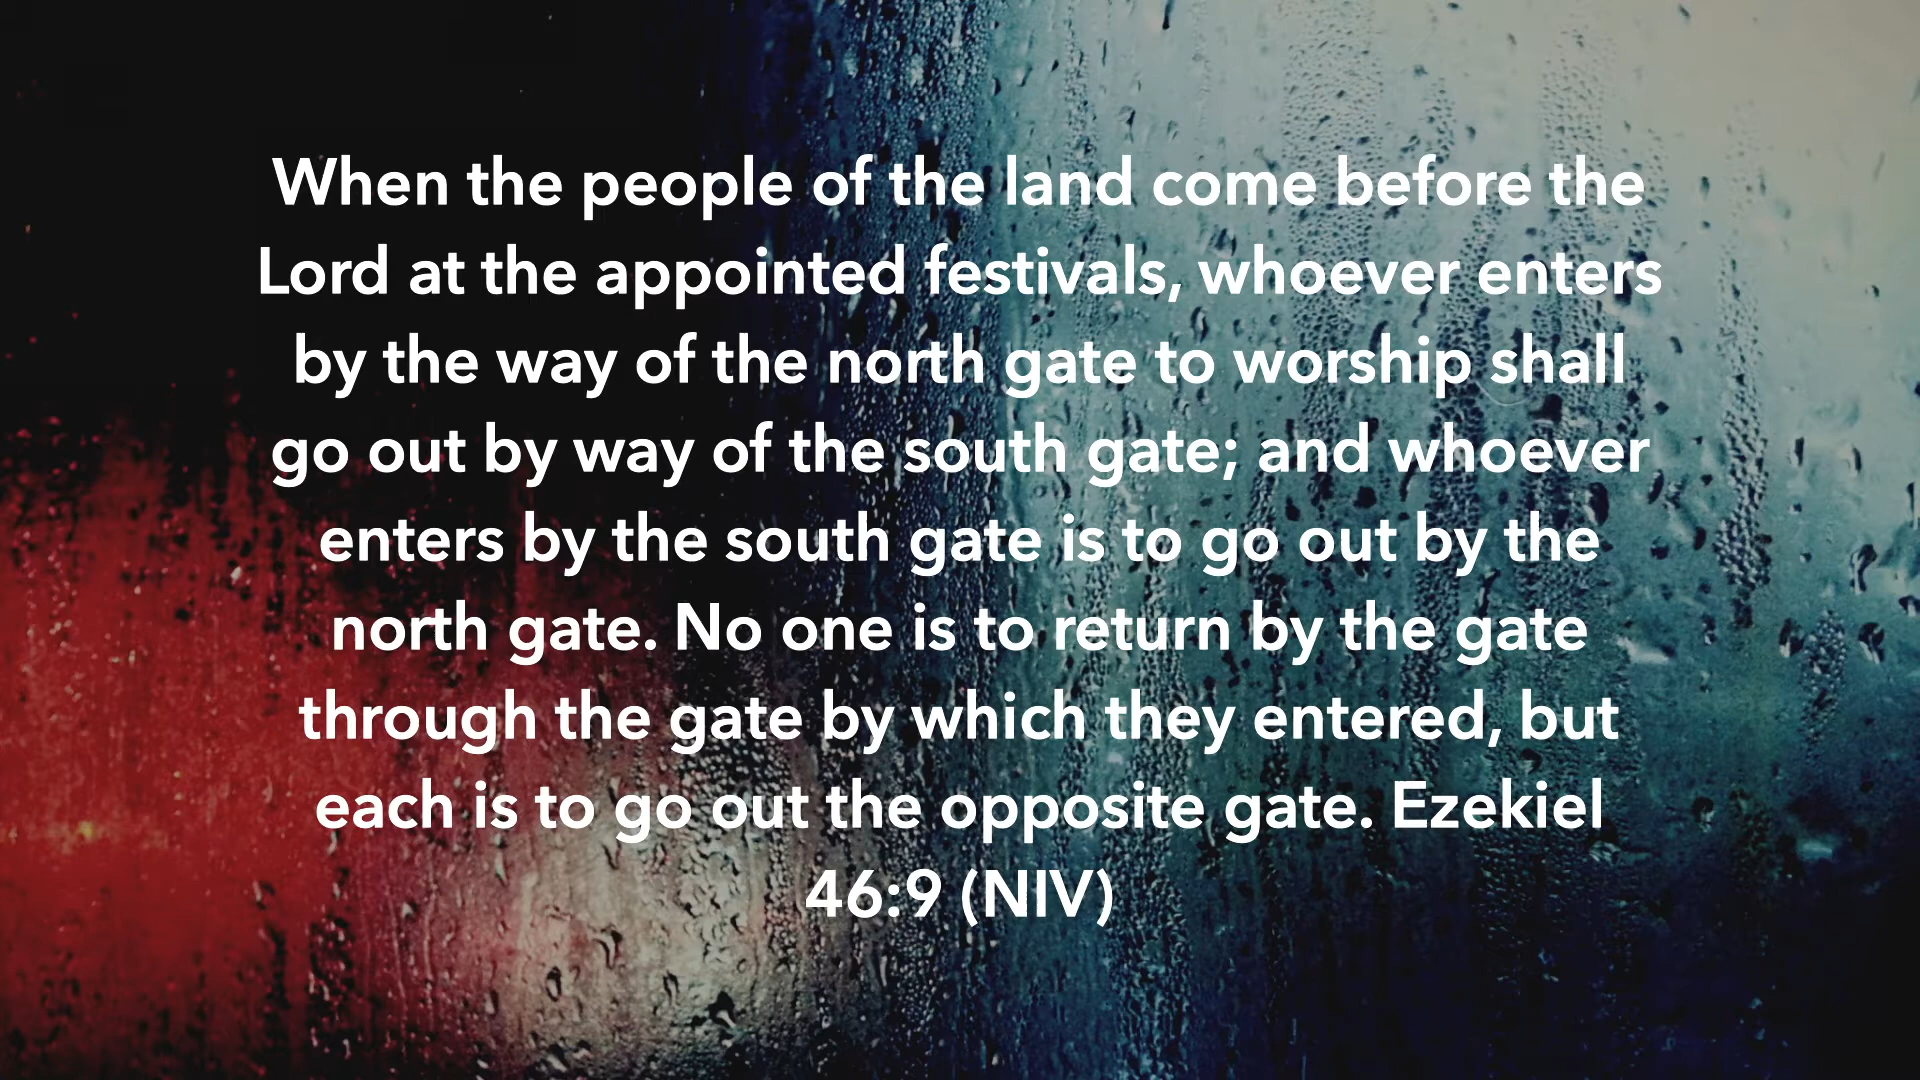 When the people of the land come before the
Lord at the appointed festivals, whoever enters
by the way of the north gate to worship shall
go out by way of the south gate; and whoever
enters by the south gate is to go out by the
north gate. No one is to return by the gate
through the gate by which they entered, but
each is to go out the opposite gate. Ezekiel
46:9 (NIV)